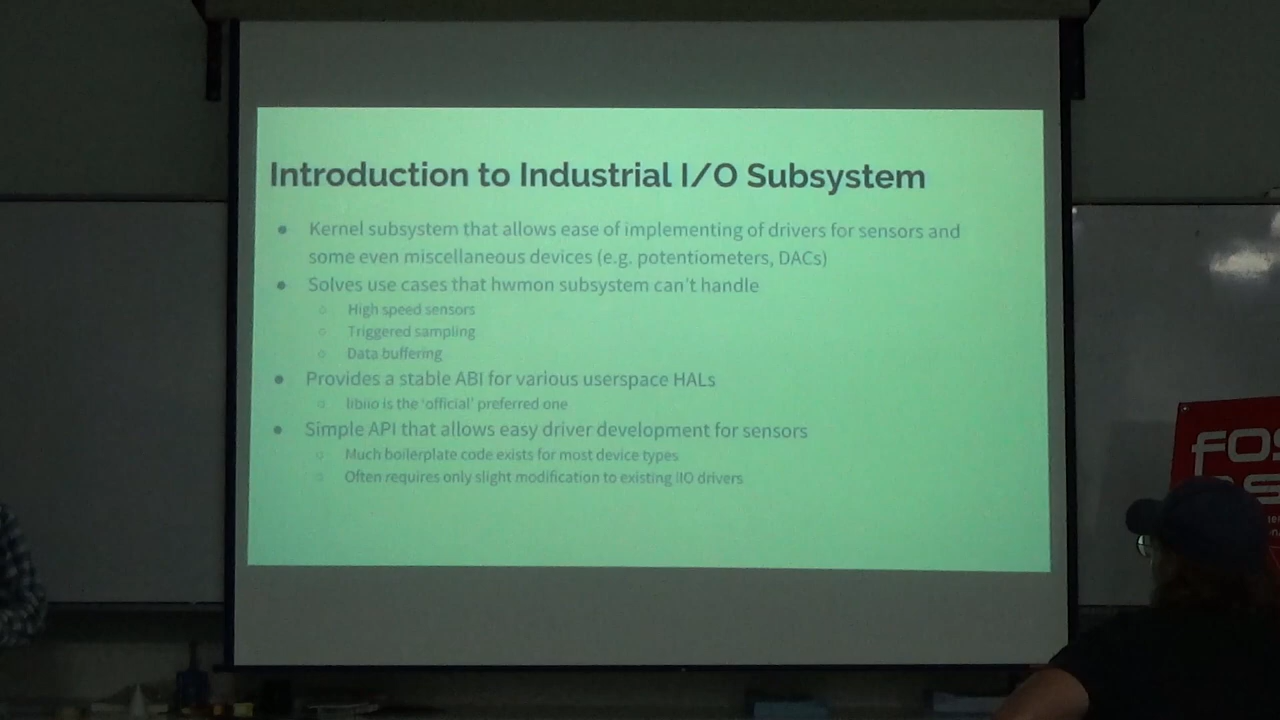 Introduction to Industrial I/O Subsystem
● Kernel subsystem that allows ease of implementing of drivers for sensors and
some even miscellaneous devices (e.g. potentiometers, DACs)
● Solves use cases that hwmon subsystem can't handle
○ High speed sensors
○ Triggered sampling
○ Data buffering
● Provides a stable ABI for various userspace HALs
○ libiio is the 'official' preferred one
● Simple API that allows easy driver development for sensors
○ Much boilerplate code exists for most device types
○ Often requires only slight modification to existing IIO drivers
FOS